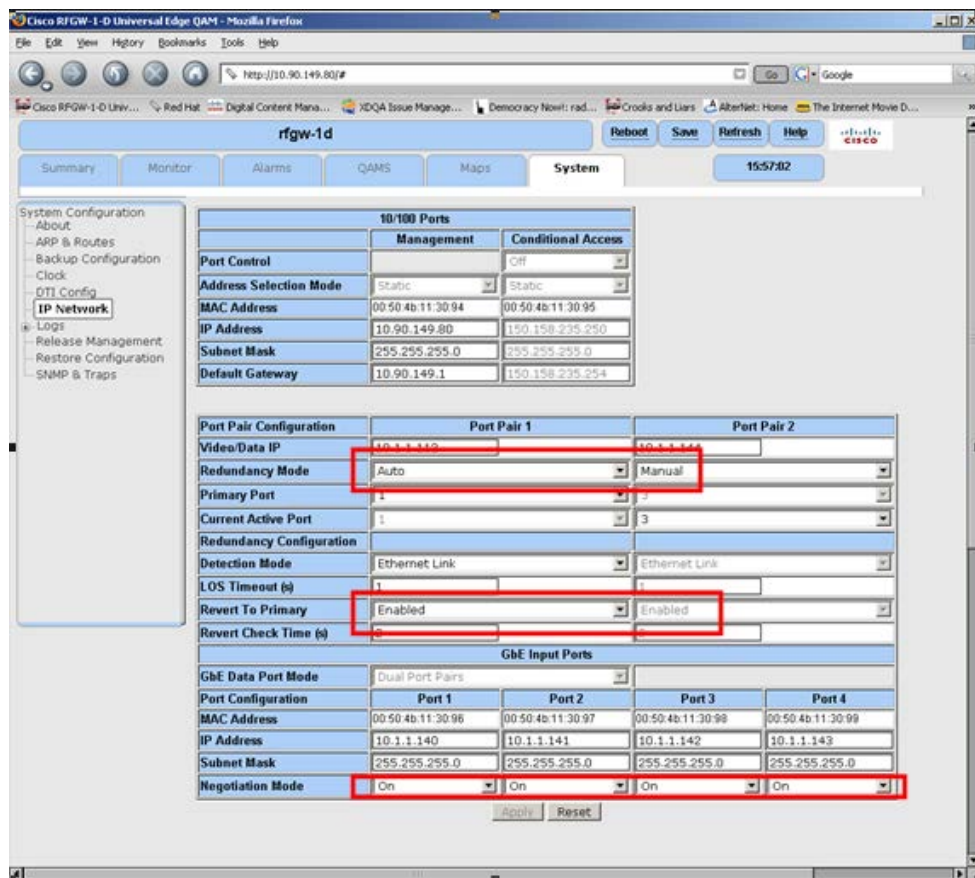 Cisco RFGW-1-D Universal Edge QAM - Mozilla Firefox
File Edit View History Bookmarks Tools Help
http://10.90.149.80/# Go Google
Cisco RFGW-1-D Univ... Red Hat Digital Content Mana... XDQA Issue Manage... Democracy Now!: rad... Crooks and Liars AlterNet: Home The Internet Movie D...
rfgw-1d Reboot Save Refresh Help CISCO
Summary Monitor Alarms QAMS Maps System 15:57:02
System Configuration
About
ARP & Routes
Backup Configuration
Clock
DTI Config
IP Network
Logs
Release Management
Restore Configuration
SNMP & Traps
10/100 Ports
Management Conditional Access
Port Control Off
Address Selection Mode Static Static
MAC Address 00:50:4b:11:30:94 00:50:4b:11:30:95
IP Address 10.90.149.80 150.158.235.250
Subnet Mask 255.255.255.0 255.255.255.0
Default Gateway 10.90.149.1 150.158.235.254
Port Pair Configuration Port Pair 1 Port Pair 2
Video/Data IP
Redundancy Mode Auto Manual
Primary Port 1 3
Current Active Port 1 3
Redundancy Configuration
Detection Mode Ethernet Link Ethernet Link
LOS Timeout (s) 1 1
Revert To Primary Enabled Enabled
Revert Check Time (s)
GbE Input Ports
GbE Data Port Mode Dual Port Pairs
Port Configuration Port 1 Port 2 Port 3 Port 4
MAC Address 00:50:4b:11:30:96 00:50:4b:11:30:97 00:50:4b:11:30:98 00:50:4b:11:30:99
IP Address 10.1.1.140 10.1.1.141 10.1.1.142 10.1.1.143
Subnet Mask 255.255.255.0 255.255.255.0 255.255.255.0 255.255.255.0
Negotiation Mode On On On On
Apply Reset